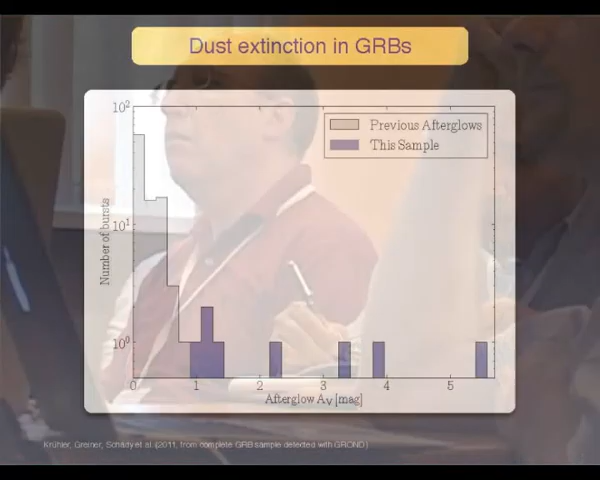 Dust extinction in GRBs
10²
Previous Afterglows
This Sample
Number of bursts
10¹
10⁰
0 1 2 3 4 5
Afterglow Aᵥ [mag]
Krühler, Greiner, Schady et al. (2011, from complete GRB sample detected with GROND)